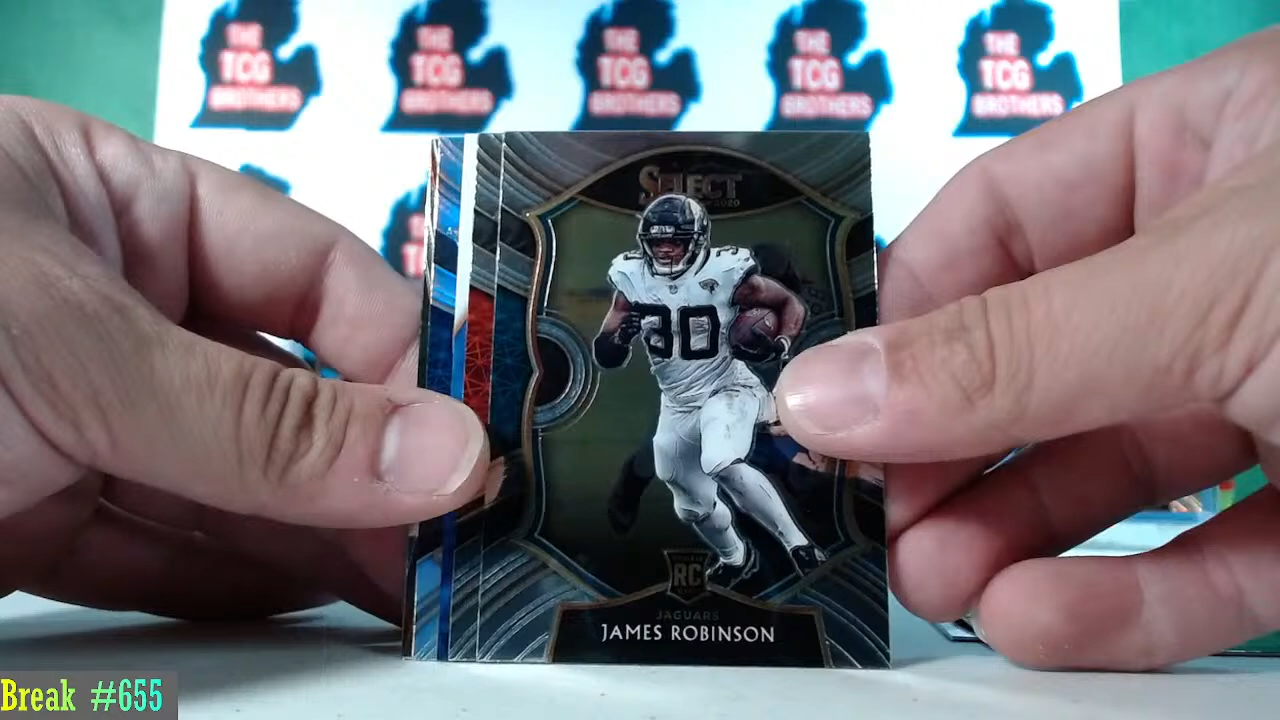 THE
TCG
BROTHERS
THE
TCG
BROTHERS
THE
TCG
BROTHERS
THE
TCG
BROTHERS
THE
TCG
BROTHERS
SELECT
2020
30
30
RC
JAGUARS
JAMES ROBINSON
Break #655